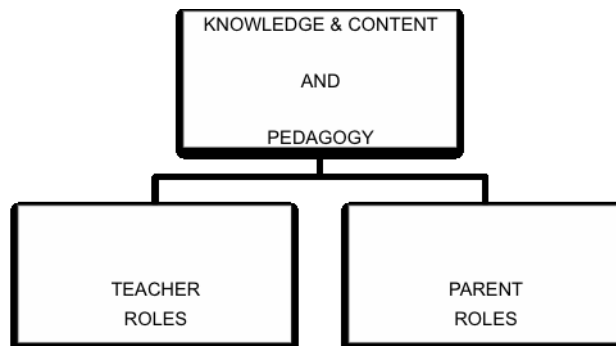 KNOWLEDGE & CONTENT
AND
PEDAGOGY
TEACHER
ROLES
PARENT
ROLES